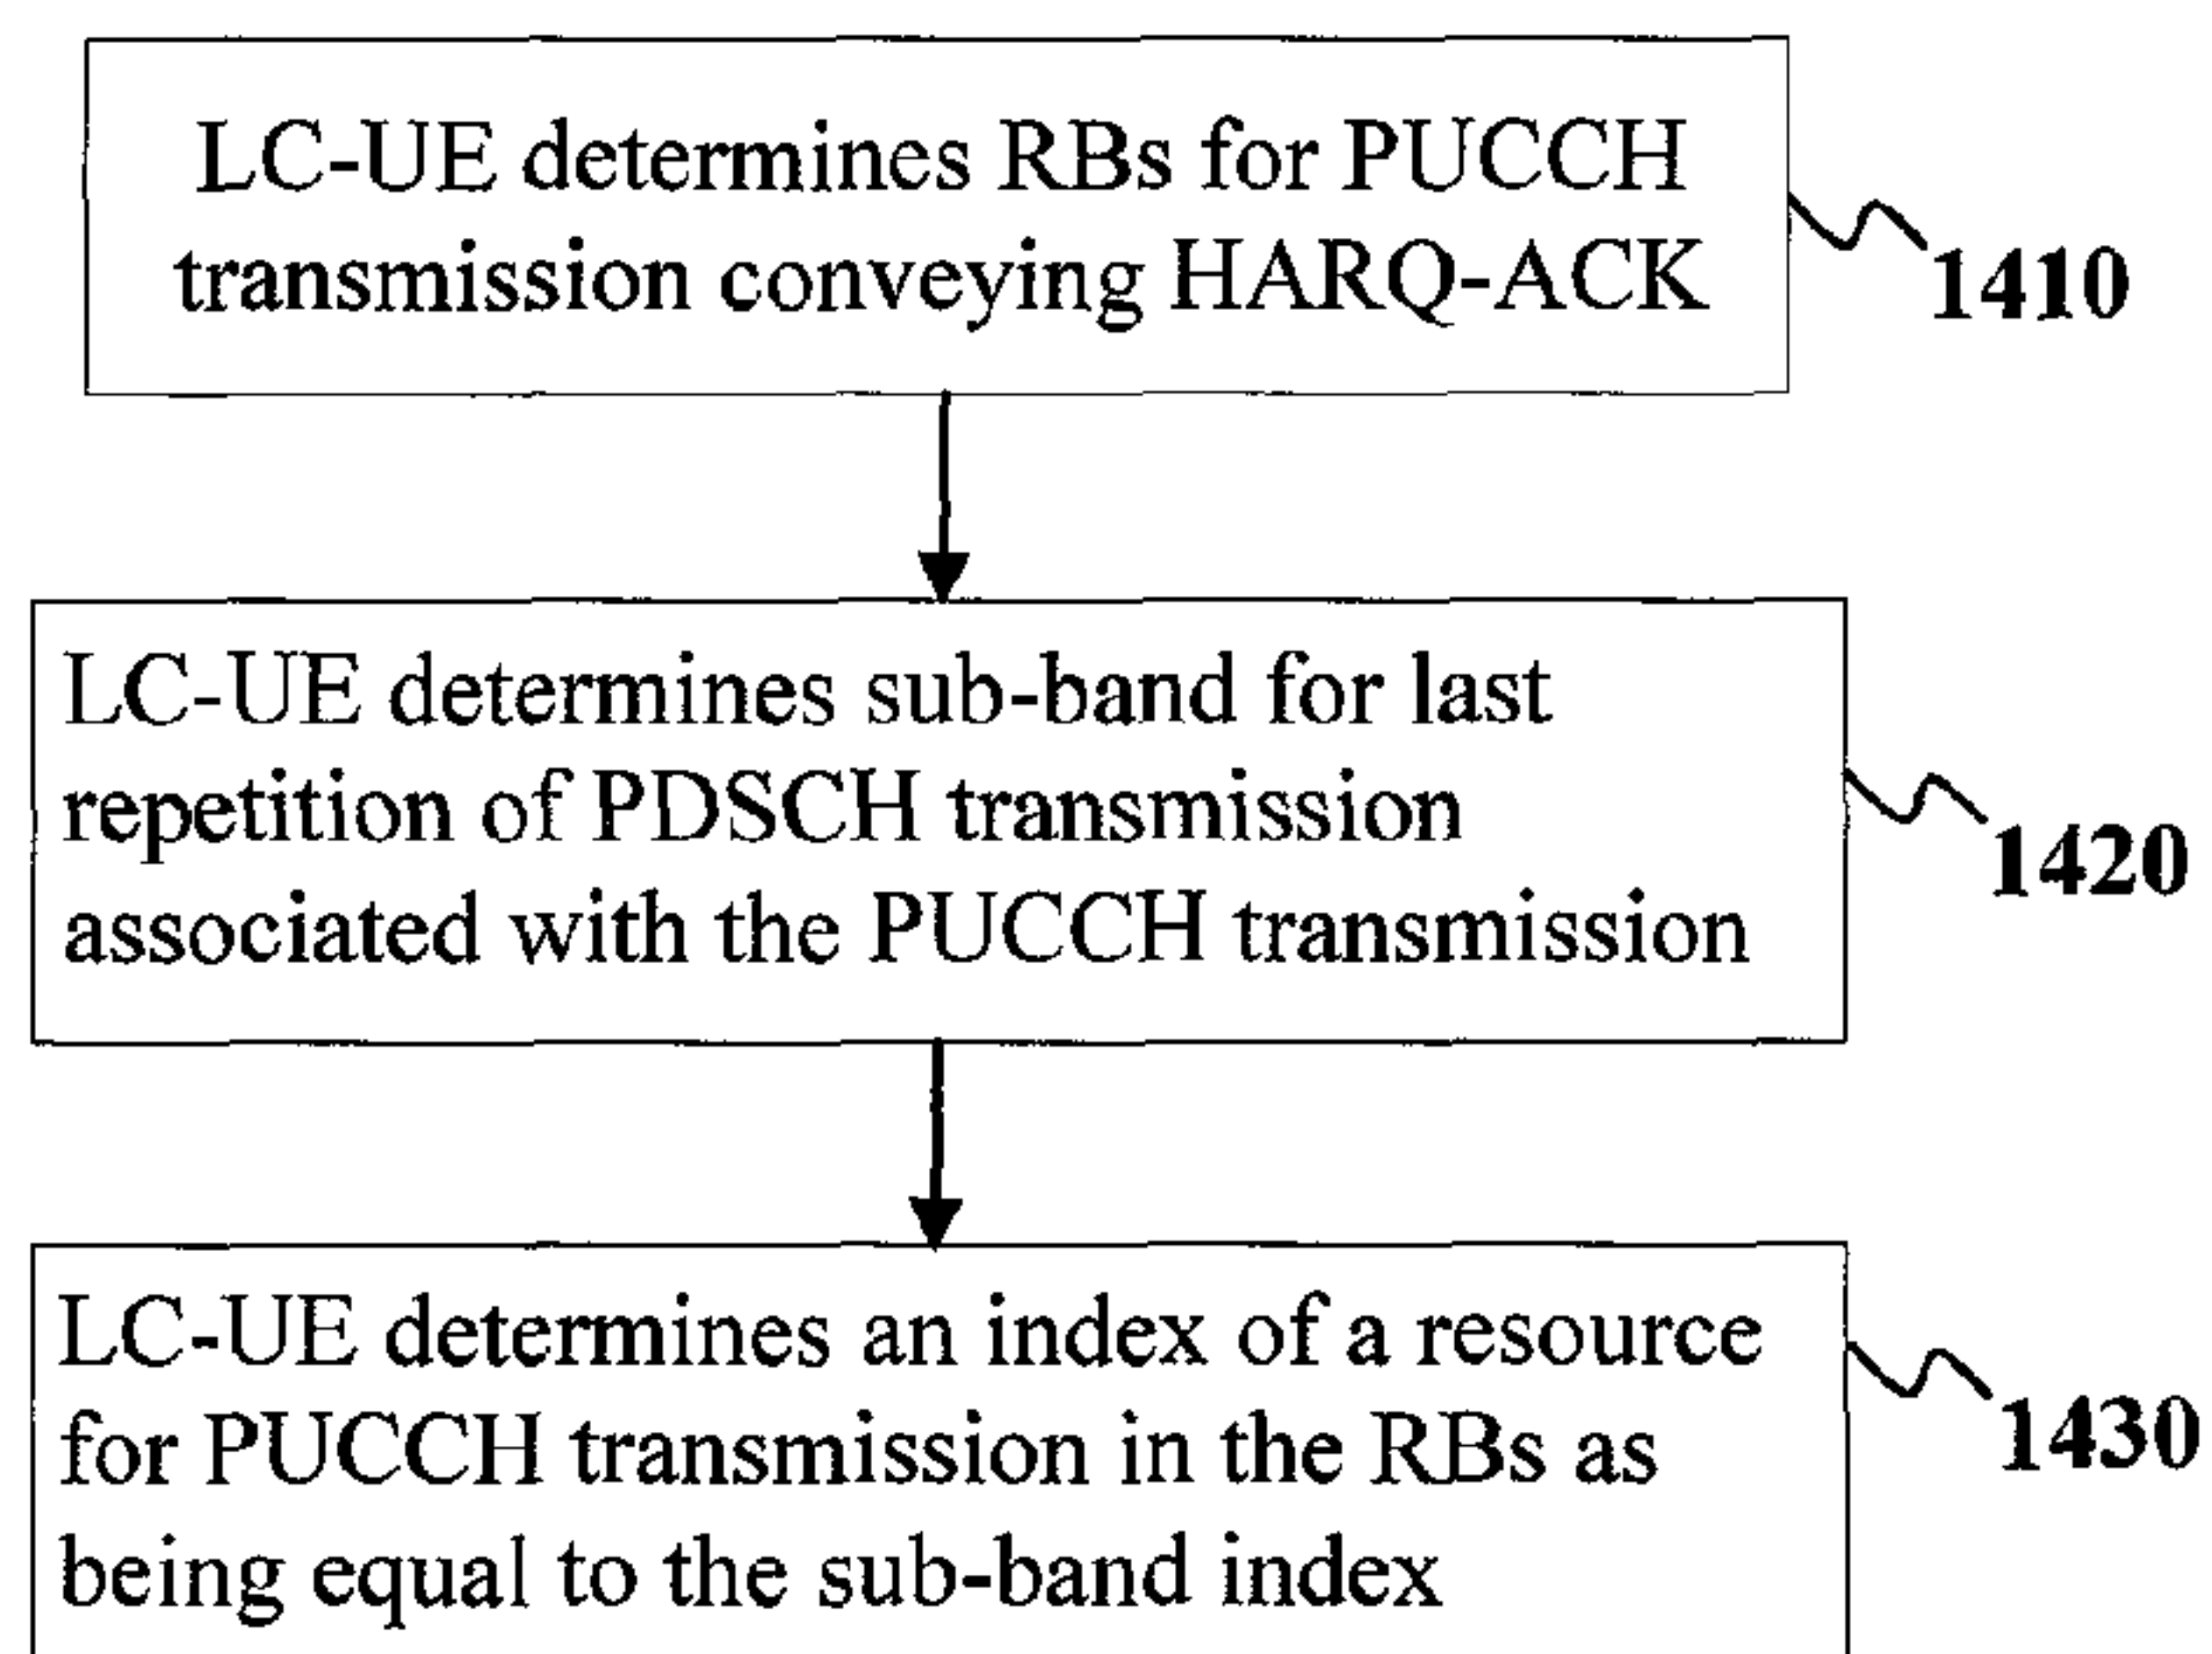 LC-UE determines RBs for PUCCH
transmission conveying HARQ-ACK
1410
LC-UE determines sub-band for last
repetition of PDSCH transmission
associated with the PUCCH transmission
1420
LC-UE determines an index of a resource
for PUCCH transmission in the RBs as
being equal to the sub-band index
1430